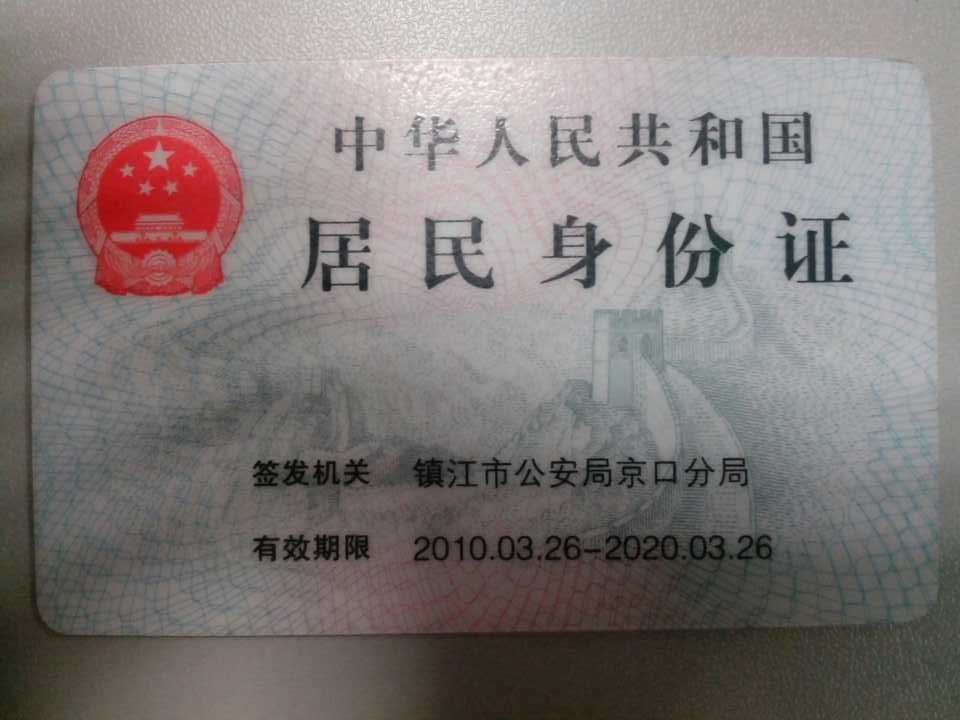 中华人民共和国
居民身份证
签发机关 镇江市公安局京口分局
有效期限 2010.03.26-2020.03.26